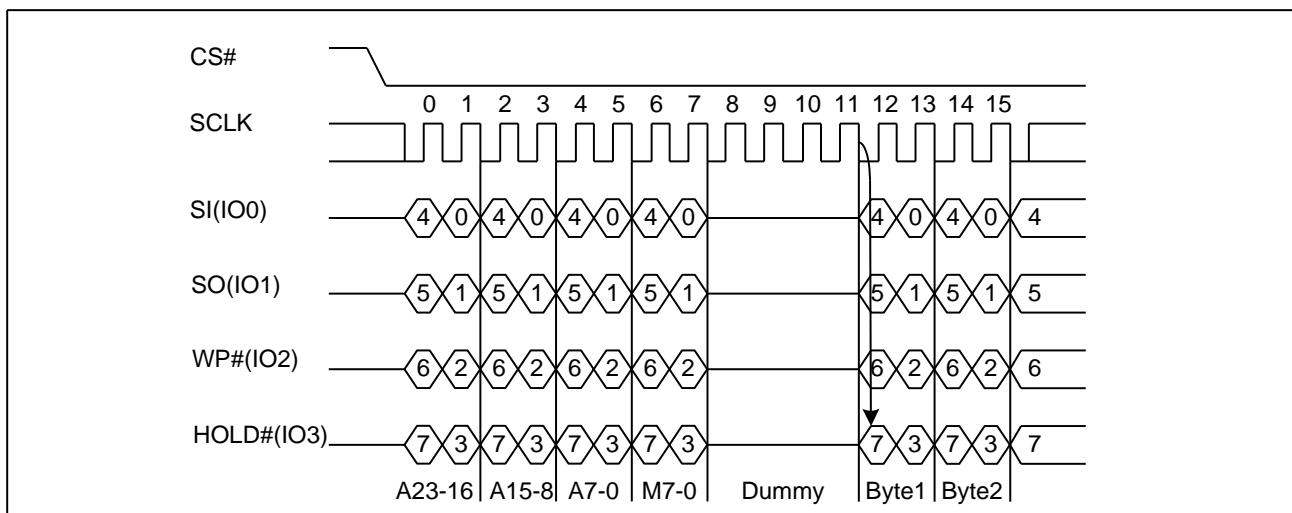 CS#
0 1 2 3 4 5 6 7 8 9 10 11 12 13 14 15
SCLK
SI(IO0) 4 0 4 0 4 0 4 0 4 0 4 0 4
SO(IO1) 5 1 5 1 5 1 5 1 5 1 5 1 5
WP#(IO2) 6 2 6 2 6 2 6 2 6 2 6 2 6
HOLD#(IO3) 7 3 7 3 7 3 7 3 7 3 7 3 7
A23-16 A15-8 A7-0 M7-0 Dummy Byte1 Byte2